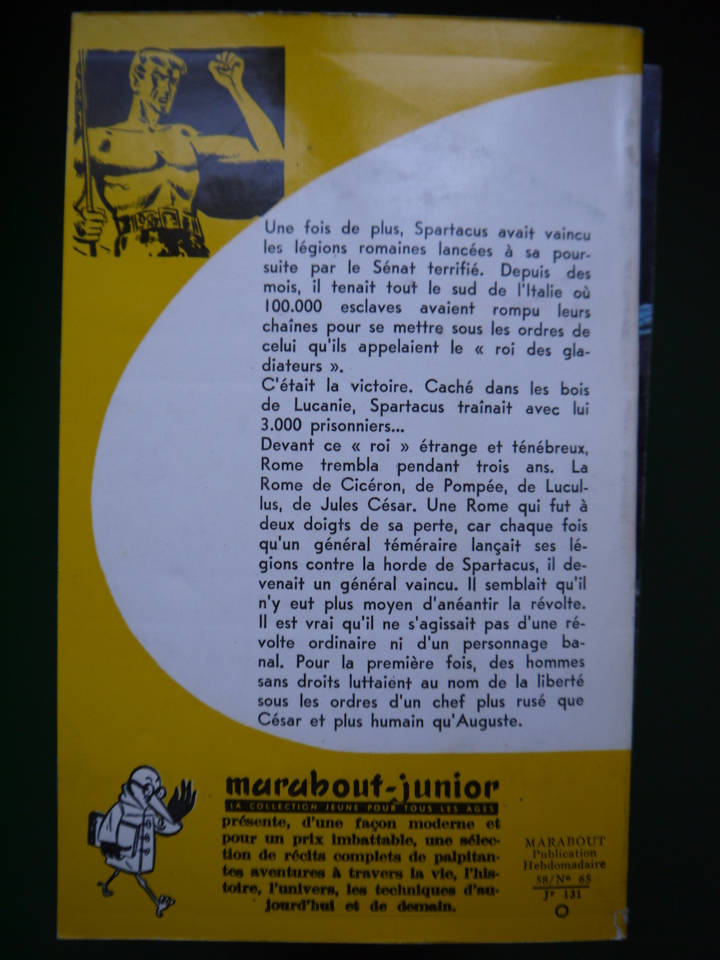 Une fois de plus, Spartacus avait vaincu
les légions romaines lancées à sa pour-
suite par le Sénat terrifié. Depuis des
mois, il tenait tout le sud de l'Italie où
100.000 esclaves avaient rompu leurs
chaînes pour se mettre sous les ordres de
celui qu'ils appelaient le « roi des gla-
diateurs ».
C'était la victoire. Caché dans les bois
de Lucanie, Spartacus traînait avec lui
3.000 prisonniers...
Devant ce « roi » étrange et ténébreux,
Rome trembla pendant trois ans. La
Rome de Cicéron, de Pompée, de Lucul-
lus, de Jules César. Une Rome qui fut à
deux doigts de sa perte, car chaque fois
qu'un général téméraire lançait ses lé-
gions contre la horde de Spartacus, il de-
venait un général vaincu. Il semblait qu'il
n'y eut plus moyen d'anéantir la révolte.
Il est vrai qu'il ne s'agissait pas d'une ré-
volte ordinaire ni d'un personnage ba-
nal. Pour la première fois, des hommes
sans droits luttaient au nom de la liberté
sous les ordres d'un chef plus rusé que
César et plus humain qu'Auguste.
marabout-junior
LA COLLECTION JEUNE POUR TOUS LES AGES
présente, d'une façon moderne et
pour un prix imbattable, une sélec-
tion de récits complets de palpitan-
tes aventures à travers la vie, l'his-
toire, l'univers, les techniques d'au-
jourd'hui et de demain.
MARABOUT
Publication
Hebdomadaire
58/Nº 65
Jr 131